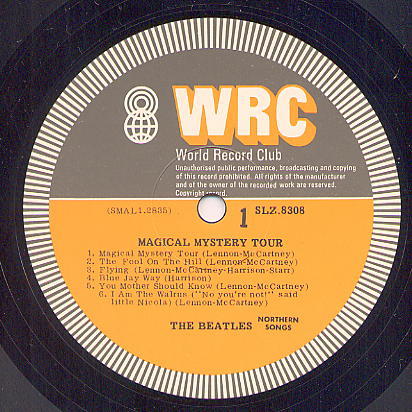 WRC
World Record Club
Unauthorised public performance, broadcasting and copying
of this record prohibited. All rights of the manufacturer
and of the owner of the recorded work are reserved.
Copyright record.
(SMAL1.2835)
1
SLZ.8308
MAGICAL MYSTERY TOUR
1. Magical Mystery Tour (Lennon-McCartney)
2. The Fool On The Hill (Lennon-McCartney)
3. Flying (Lennon-McCartney-Harrison-Starr)
4. Blue Jay Way (Harrison)
5. You Mother Should Know (Lennon-McCartney)
6. I Am The Walrus ("No you're not!" said
little Nicola) (Lennon-McCartney)
THE BEATLES
NORTHERN
SONGS